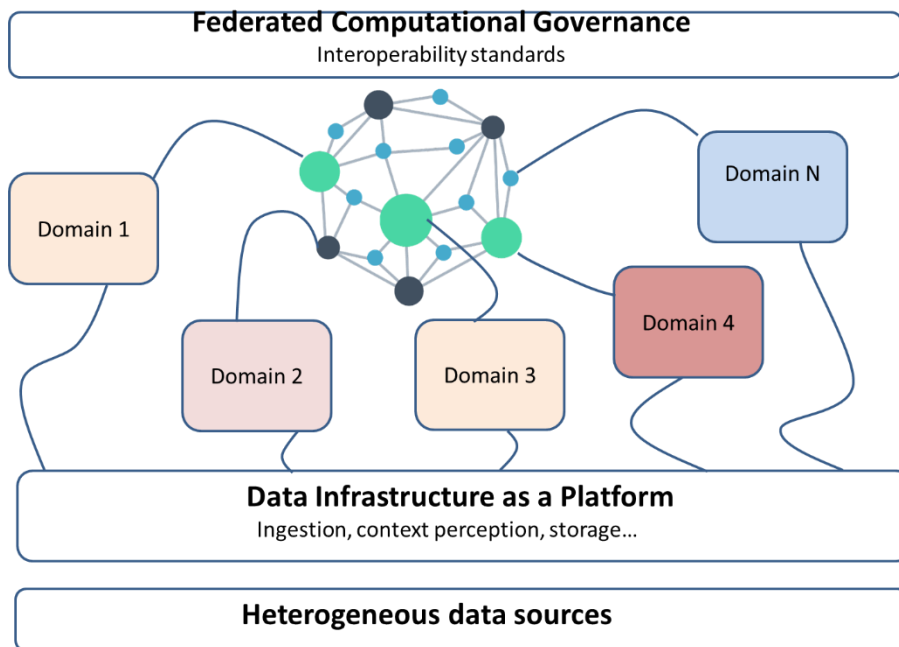 Federated Computational Governance
Interoperability standards
Domain N
Domain 1
Domain 4
Domain 2
Domain 3
Data Infrastructure as a Platform
Ingestion, context perception, storage...
Heterogeneous data sources